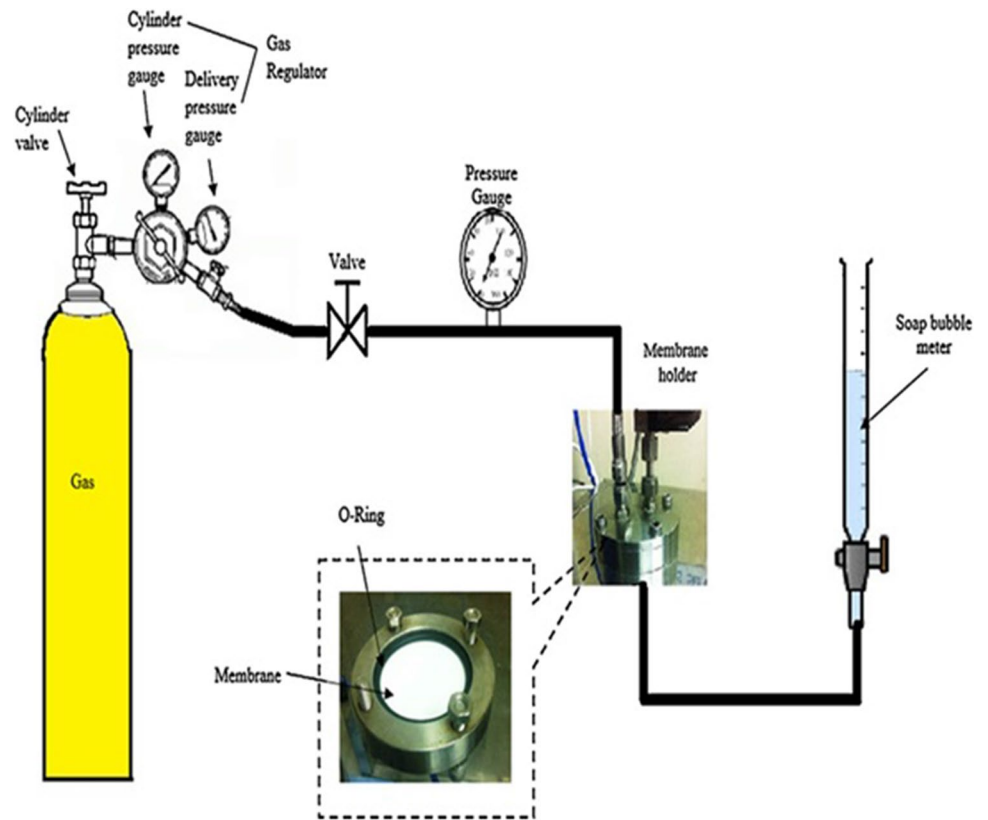 Cylinder
pressure
gauge
Gas
Regulator
Delivery
pressure
gauge
Cylinder
valve
Pressure
Gauge
Valve
Membrane
holder
Soap bubble
meter
Gas
O-Ring
Membrane